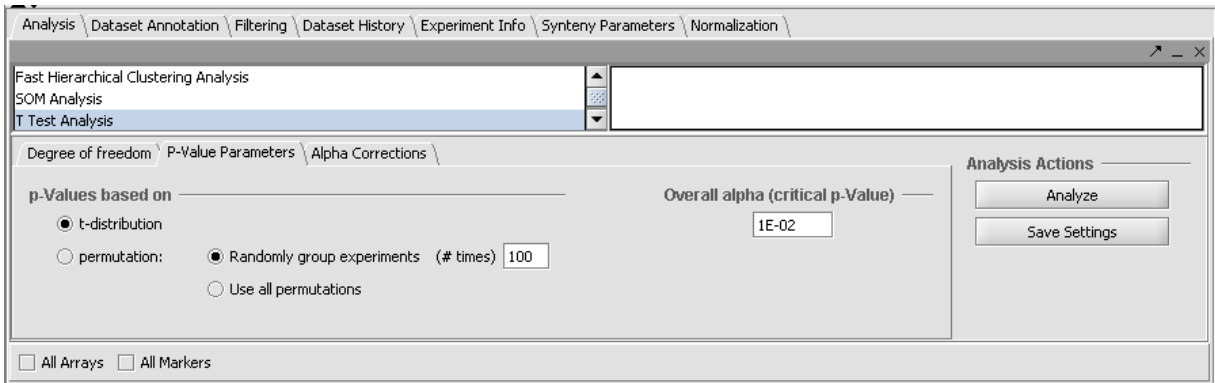 Analysis Dataset Annotation Filtering Dataset History Experiment Info Synteny Parameters Normalization
Fast Hierarchical Clustering Analysis
SOM Analysis
T Test Analysis
Degree of freedom P-Value Parameters Alpha Corrections
p-Values based on
t-distribution
permutation: Randomly group experiments (# times) 100
Use all permutations
Overall alpha (critical p-Value)
1E-02
Analysis Actions
Analyze
Save Settings
All Arrays All Markers